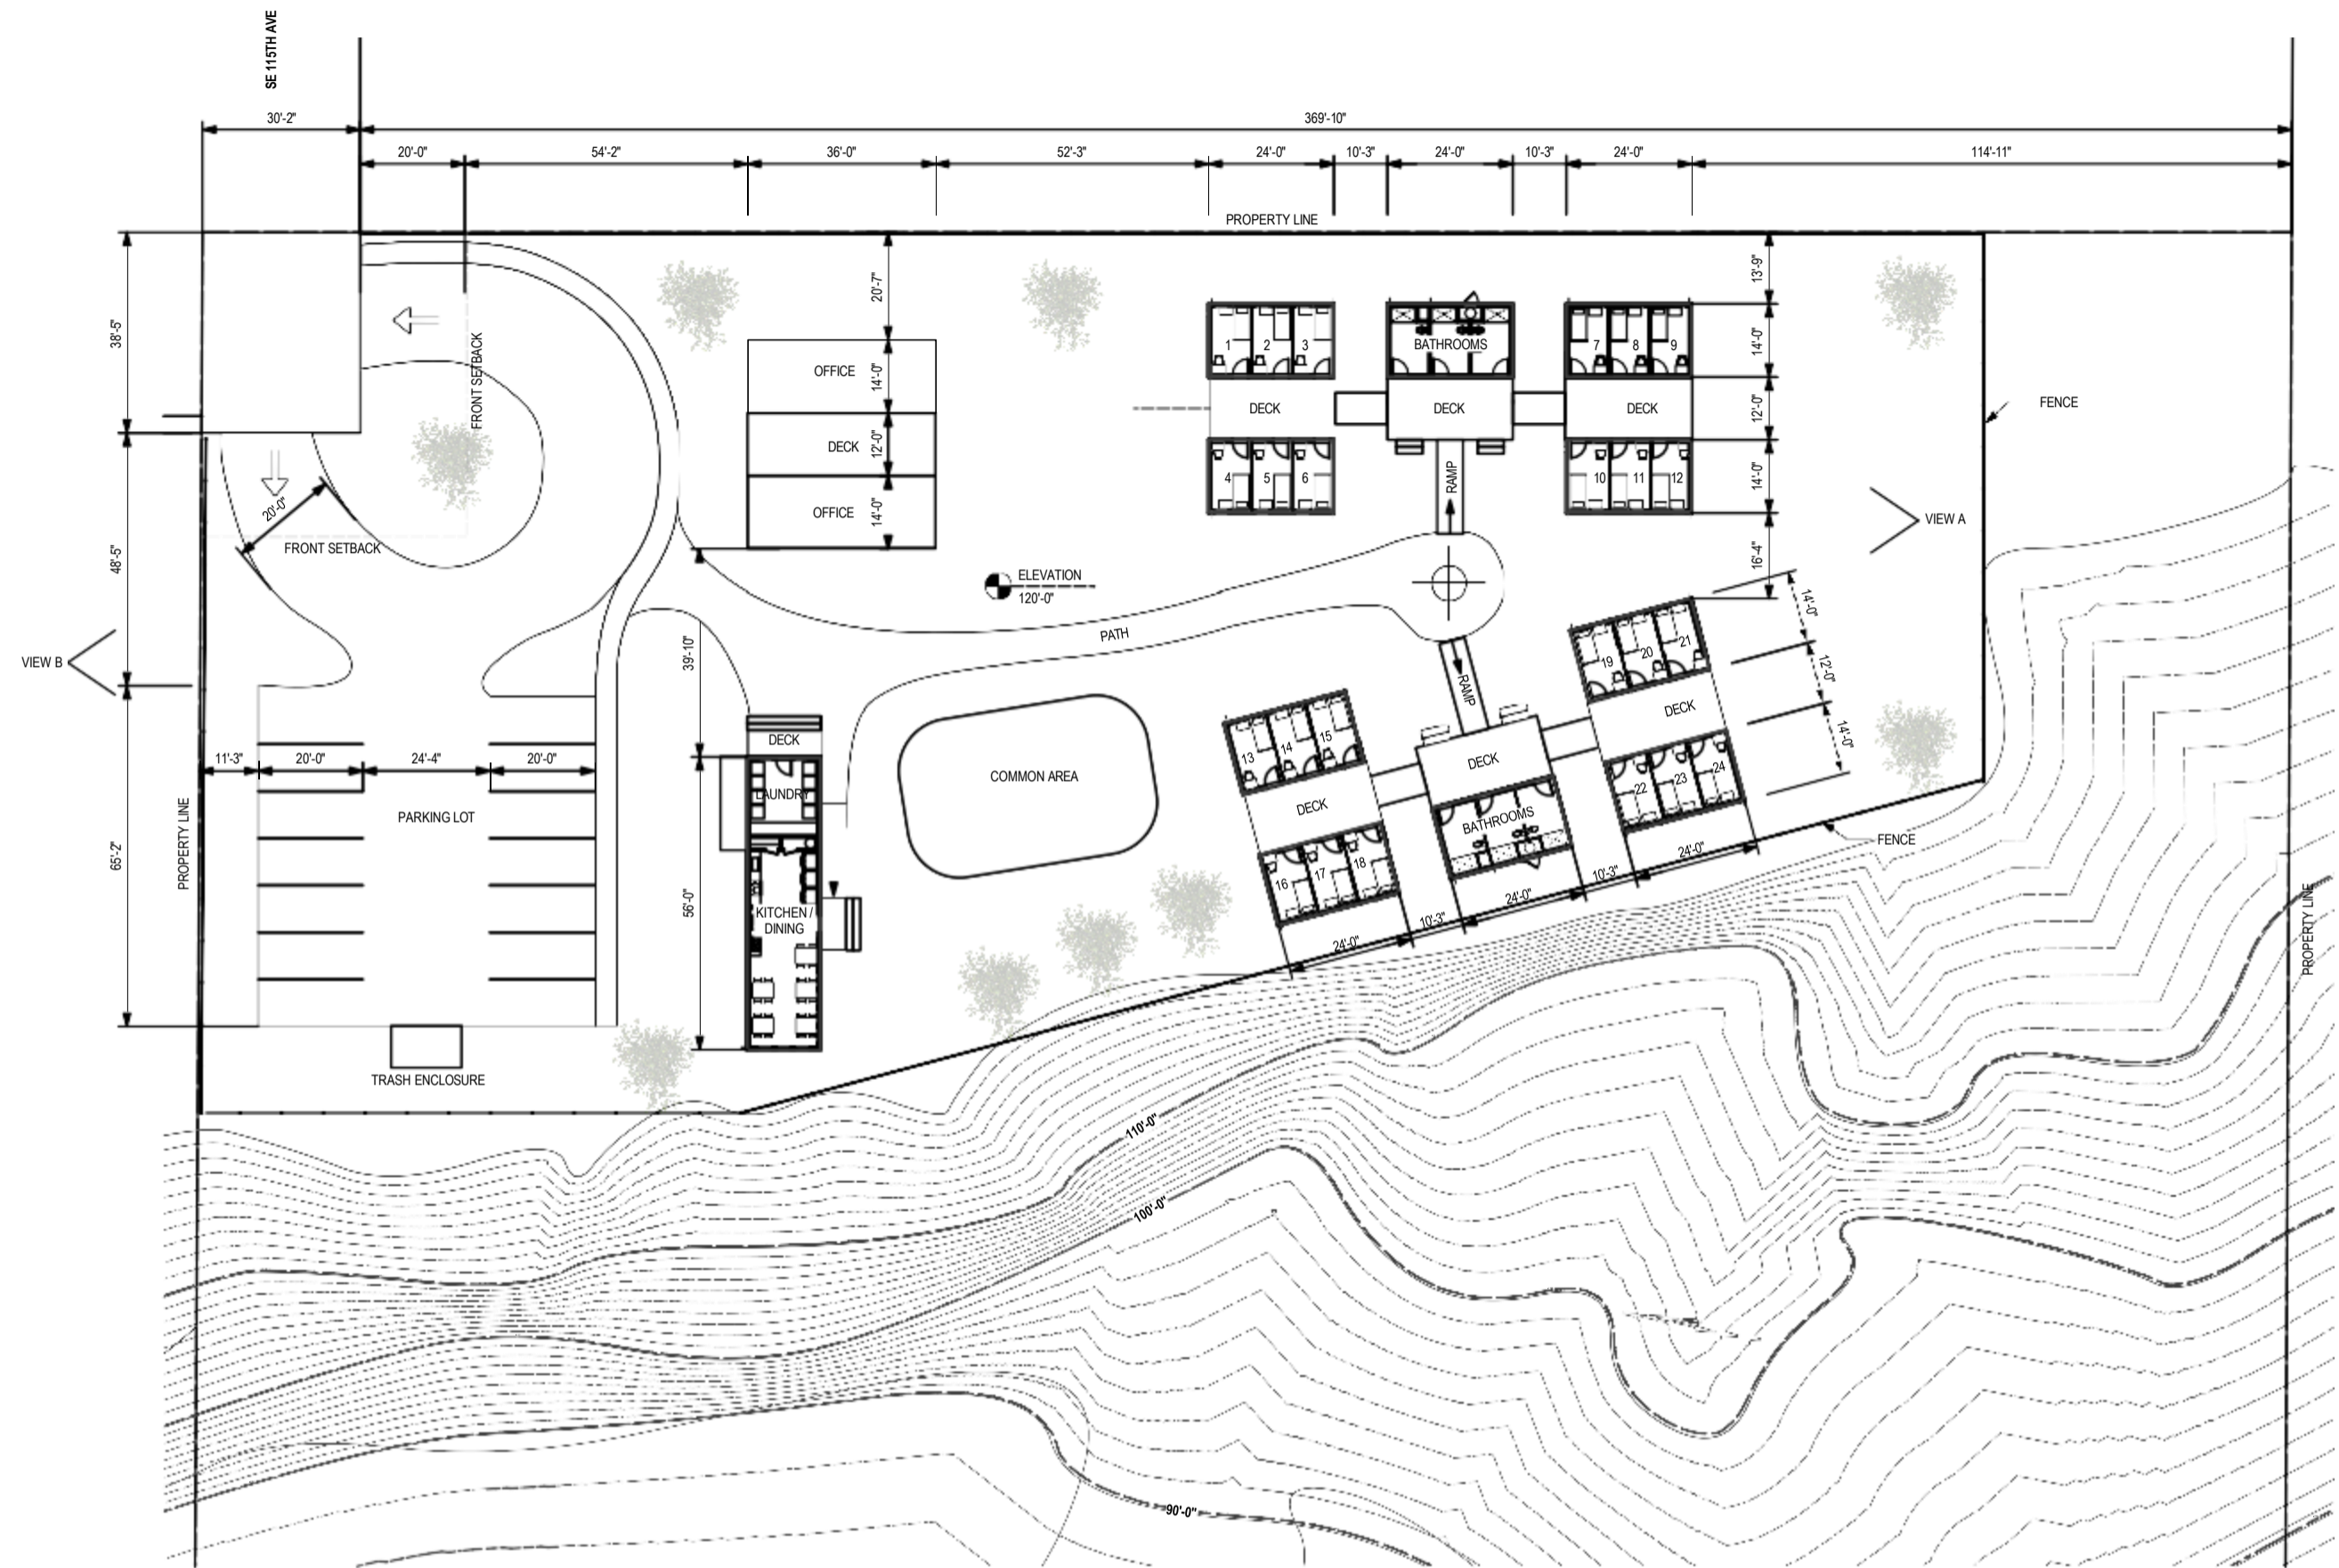 SE 115TH AVE
30'-2"
369'-10"
20'-0"
54'-2"
36'-0"
52'-3"
24'-0"
10'-3"
24'-0"
10'-3"
24'-0"
114'-11"
PROPERTY LINE
38'-5"
48'-5"
65'-2"
FRONT SETBACK
20'-0"
FRONT SETBACK
20'-7"
OFFICE
14'-0"
DECK
12'-0"
OFFICE
14'-0"
1
2
3
BATHROOMS
7
8
9
DECK
DECK
DECK
4
5
6
RAMP
10
11
12
13'-9"
14'-0"
12'-0"
14'-0"
16'-4"
FENCE
VIEW A
ELEVATION
120'-0"
PATH
VIEW B
39'-10"
RAMP
19
20
21
14'-0"
12'-0"
14'-0"
DECK
13
14
15
DECK
DECK
22
23
24
BATHROOMS
16
17
18
24'-0"
10'-3"
24'-0"
10'-3"
24'-0"
FENCE
11'-3"
20'-0"
24'-4"
20'-0"
PARKING LOT
PROPERTY LINE
DECK
LAUNDRY
COMMON AREA
56'-0"
KITCHEN /
DINING
TRASH ENCLOSURE
PROPERTY LINE
110'-0"
100'-0"
90'-0"